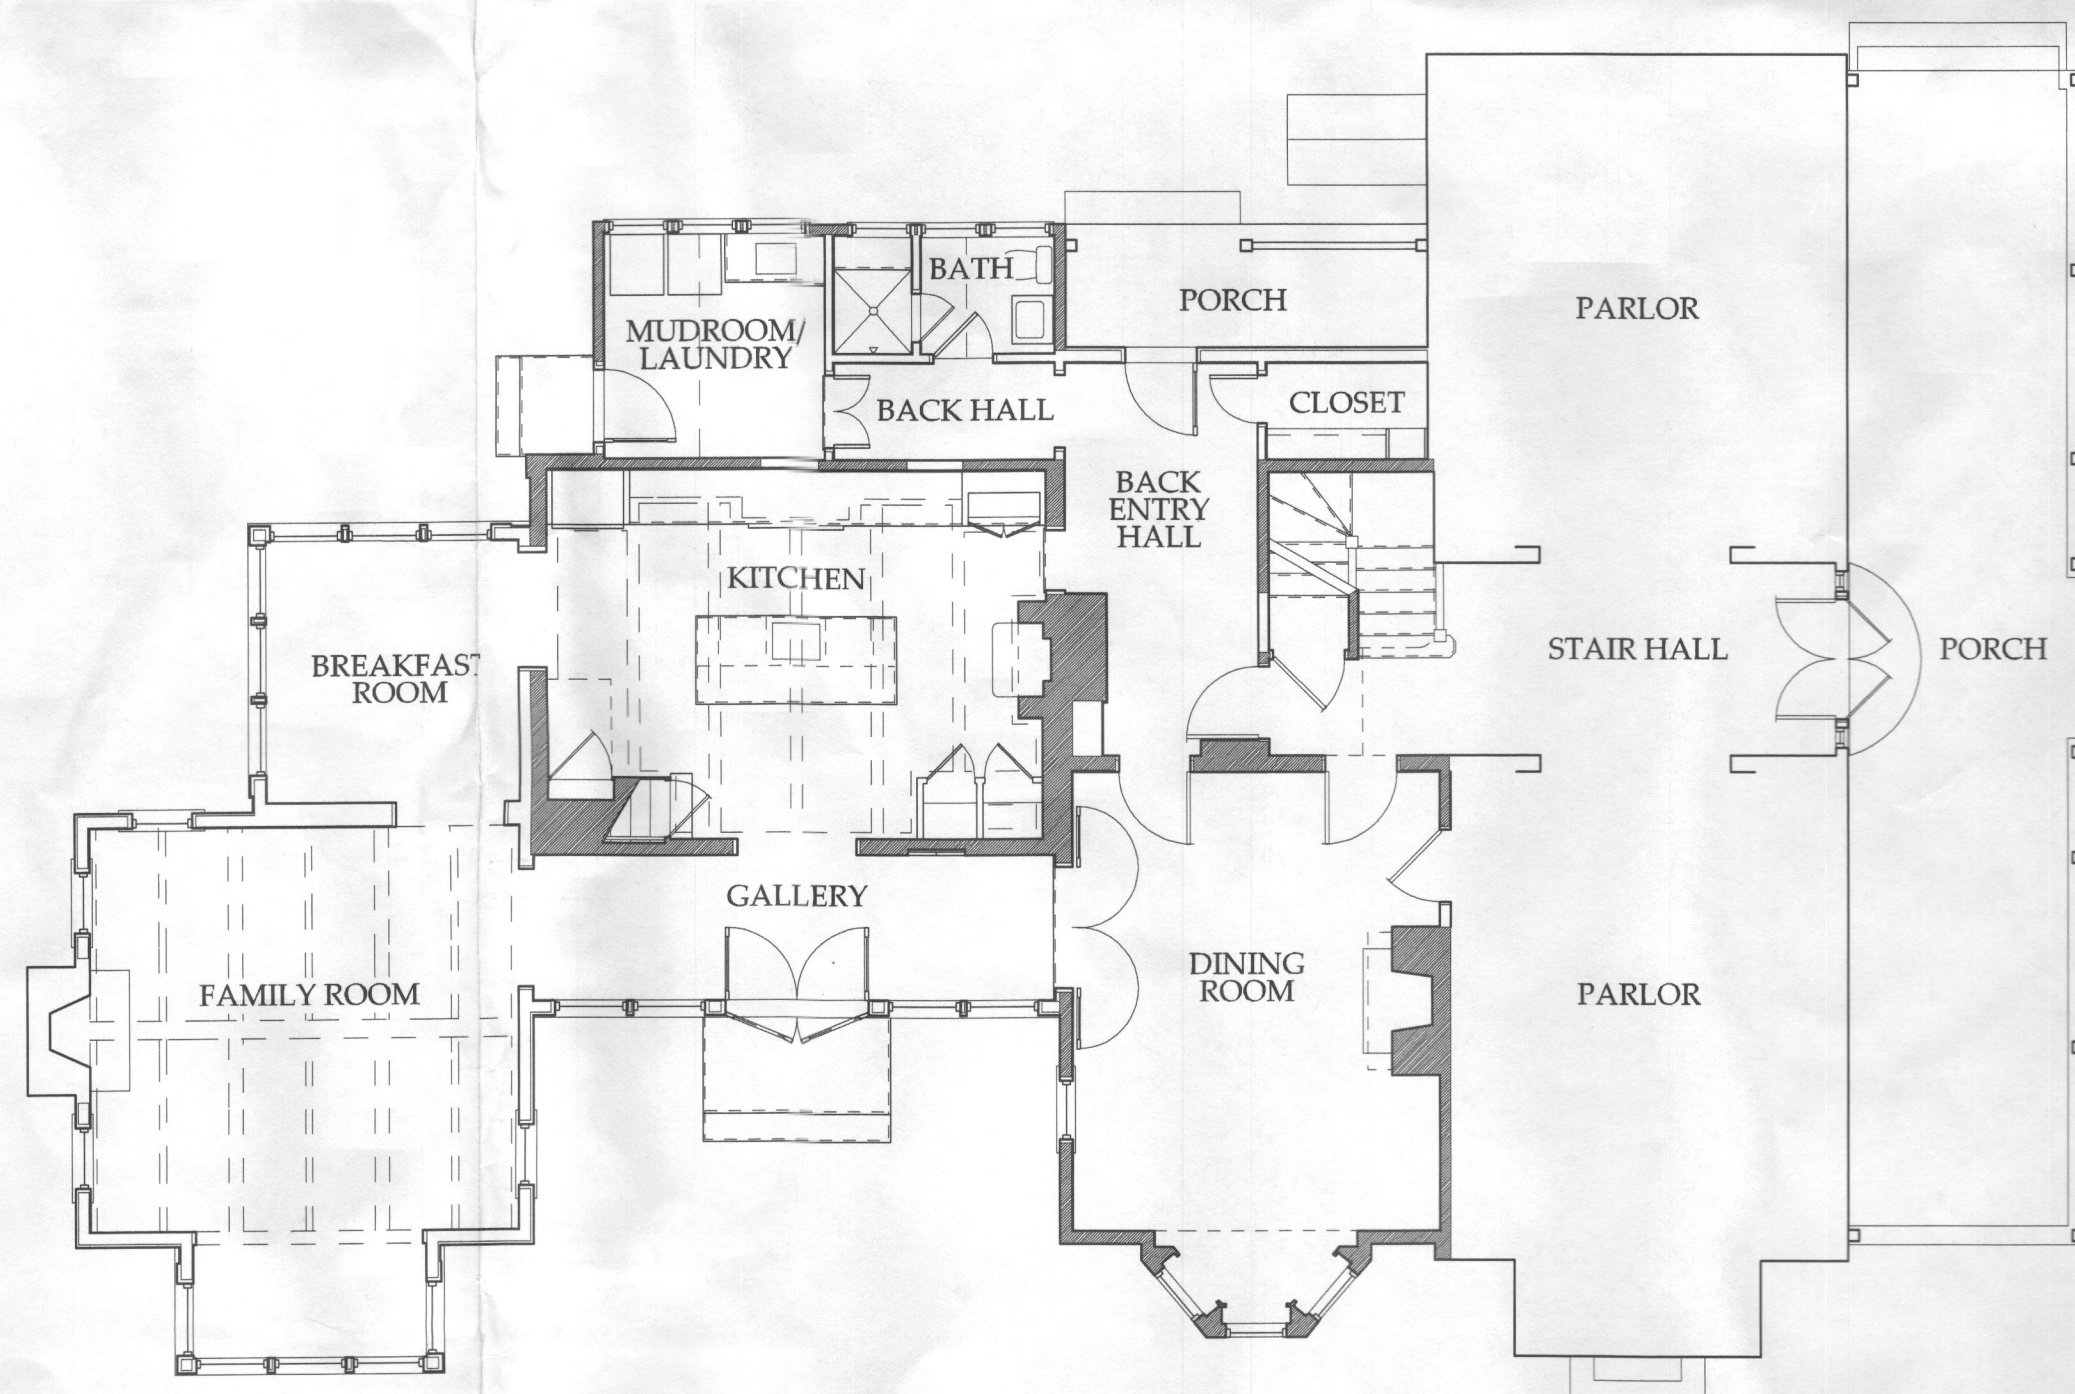 BATH
PORCH
PARLOR
MUDROOM/
LAUNDRY
BACK HALL
CLOSET
BACK
ENTRY
HALL
KITCHEN
BREAKFAST
ROOM
STAIR HALL
PORCH
GALLERY
FAMILY ROOM
DINING
ROOM
PARLOR